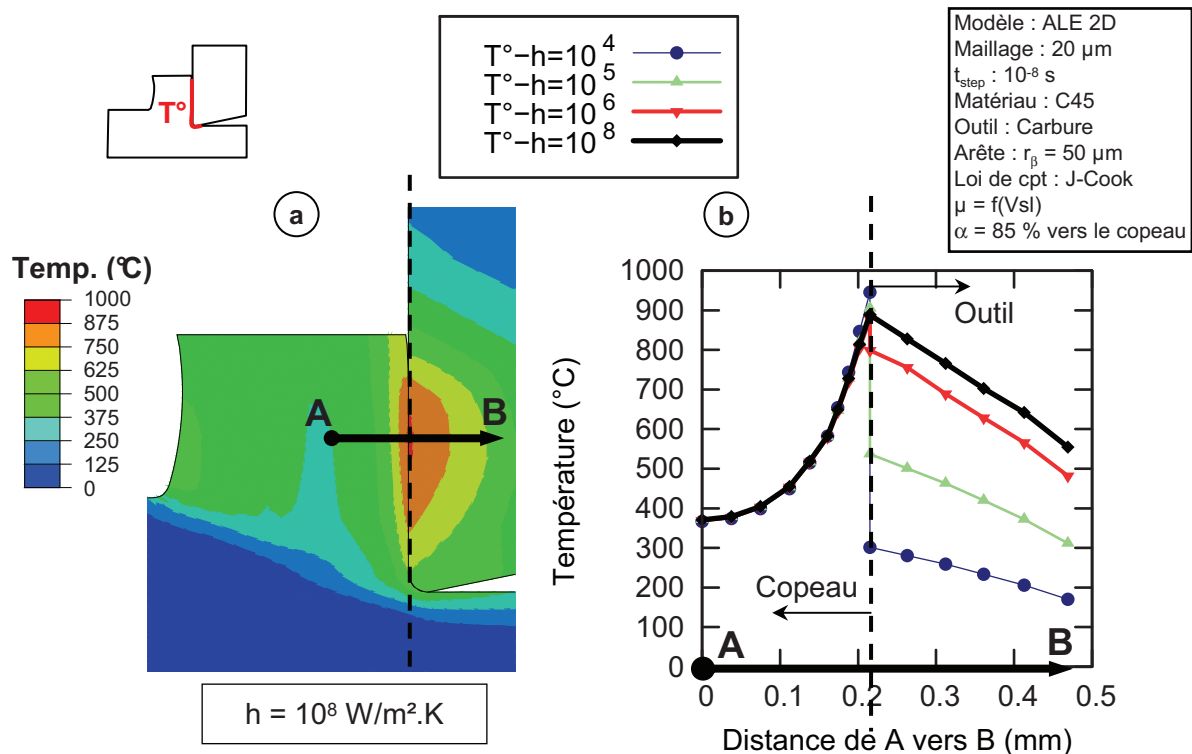 T°
T°−h=10⁴
T°−h=10⁵
T°−h=10⁶
T°−h=10⁸
Modèle : ALE 2D
Maillage : 20 µm
t_step : 10⁻⁸ s
Matériau : C45
Outil : Carbure
Arête : r_β = 50 µm
Loi de cpt : J-Cook
µ = f(Vsl)
α = 85 % vers le copeau
a
Temp. (°C)
1000
875
750
625
500
375
250
125
0
A
B
h = 10⁸ W/m².K
b
Température (°C)
1000
900
800
700
600
500
400
300
200
100
0
Outil
Copeau
A
B
0
0.1
0.2
0.3
0.4
0.5
Distance de A vers B (mm)